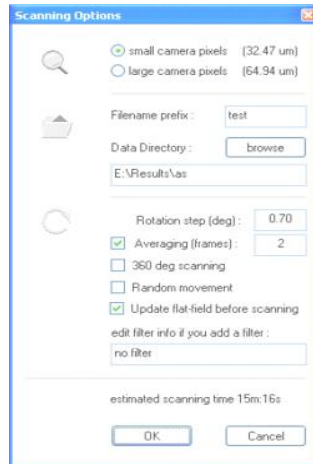 Scanning Options
small camera pixels (32.47 um)
large camera pixels (64.94 um)
Filename prefix : test
Data Directory : browse
E:\Results\as
Rotation step (deg) : 0.70
Averaging (frames) : 2
360 deg scanning
Random movement
Update flat-field before scanning
edit filter info if you add a filter :
no filter
estimated scanning time 15m:16s
OK Cancel